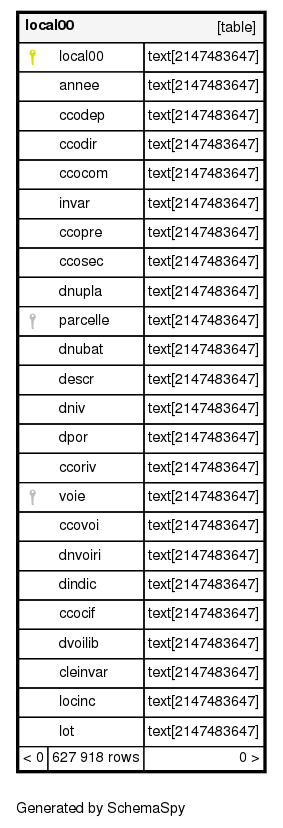 local00 [table]
local00 text[2147483647]
annee text[2147483647]
ccodep text[2147483647]
ccodir text[2147483647]
ccocom text[2147483647]
invar text[2147483647]
ccopre text[2147483647]
ccosec text[2147483647]
dnupla text[2147483647]
parcelle text[2147483647]
dnubat text[2147483647]
descr text[2147483647]
dniv text[2147483647]
dpor text[2147483647]
ccoriv text[2147483647]
voie text[2147483647]
ccovoi text[2147483647]
dnvoiri text[2147483647]
dindic text[2147483647]
ccocif text[2147483647]
dvoilib text[2147483647]
cleinvar text[2147483647]
locinc text[2147483647]
lot text[2147483647]
< 0 627 918 rows 0 >
Generated by SchemaSpy